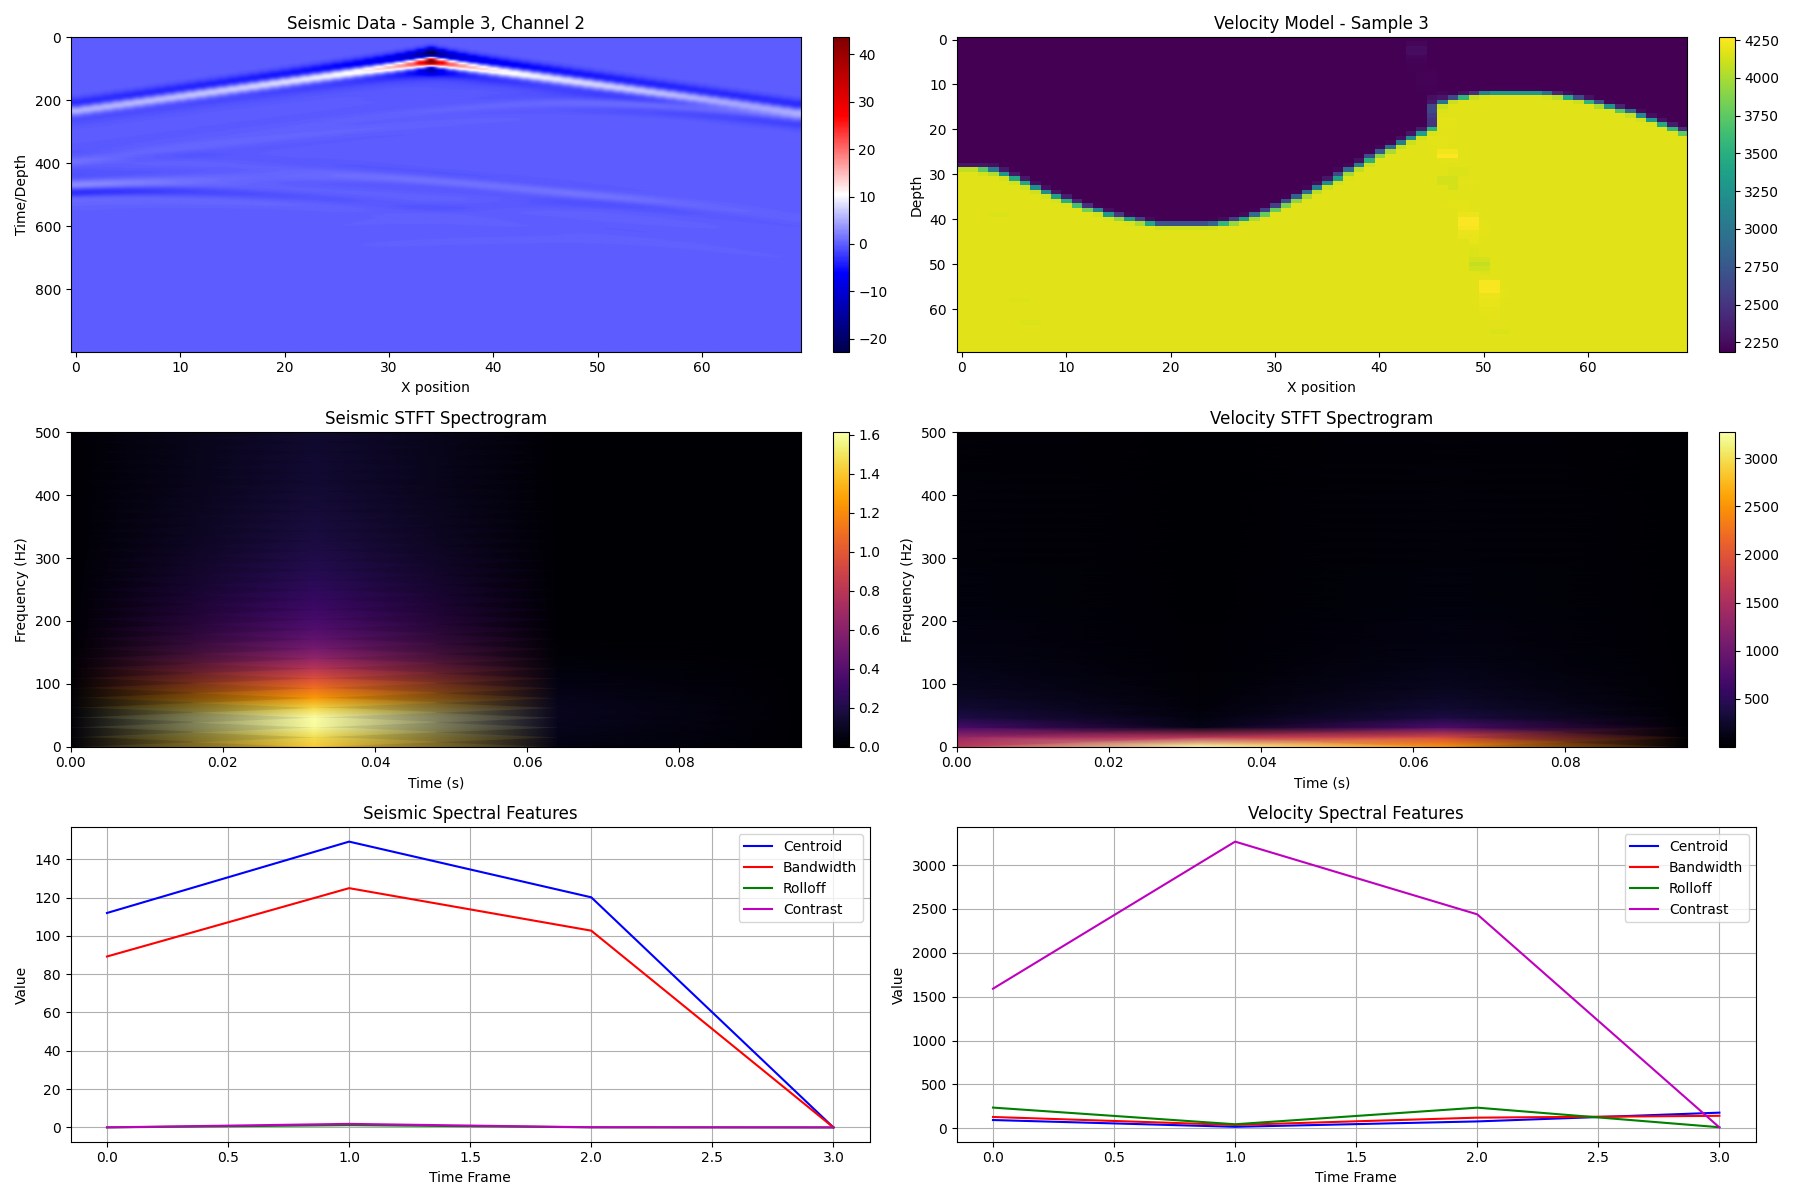 Seismic Data - Sample 3, Channel 2
0
200
400
600
800
Time/Depth
0 10 20 30 40 50 60
X position
40
30
20
10
0
−10
−20
Velocity Model - Sample 3
0
10
20
30
40
50
60
Depth
0 10 20 30 40 50 60
X position
4250
4000
3750
3500
3250
3000
2750
2500
2250
Seismic STFT Spectrogram
500
400
300
200
100
0
Frequency (Hz)
0.00 0.02 0.04 0.06 0.08
Time (s)
1.6
1.4
1.2
1.0
0.8
0.6
0.4
0.2
0.0
Velocity STFT Spectrogram
500
400
300
200
100
0
Frequency (Hz)
0.00 0.02 0.04 0.06 0.08
Time (s)
3000
2500
2000
1500
1000
500
Seismic Spectral Features
140
120
100
80
60
40
20
0
Value
Centroid
Bandwidth
Rolloff
Contrast
0.0 0.5 1.0 1.5 2.0 2.5 3.0
Time Frame
Velocity Spectral Features
3000
2500
2000
1500
1000
500
0
Value
Centroid
Bandwidth
Rolloff
Contrast
0.0 0.5 1.0 1.5 2.0 2.5 3.0
Time Frame